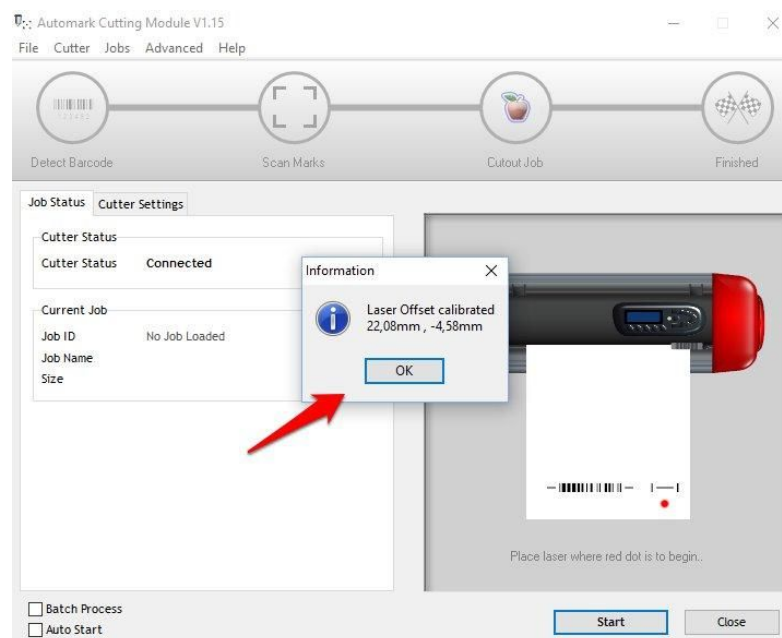 Automark Cutting Module V1.15
File Cutter Jobs Advanced Help
Detect Barcode
Scan Marks
Cutout Job
Finished
Job Status
Cutter Settings
Cutter Status
Cutter Status Connected
Current Job
Job ID No Job Loaded
Job Name
Size
Information
Laser Offset calibrated
22,08mm , -4,58mm
OK
Place laser where red dot is to begin..
Batch Process
Auto Start
Start
Close